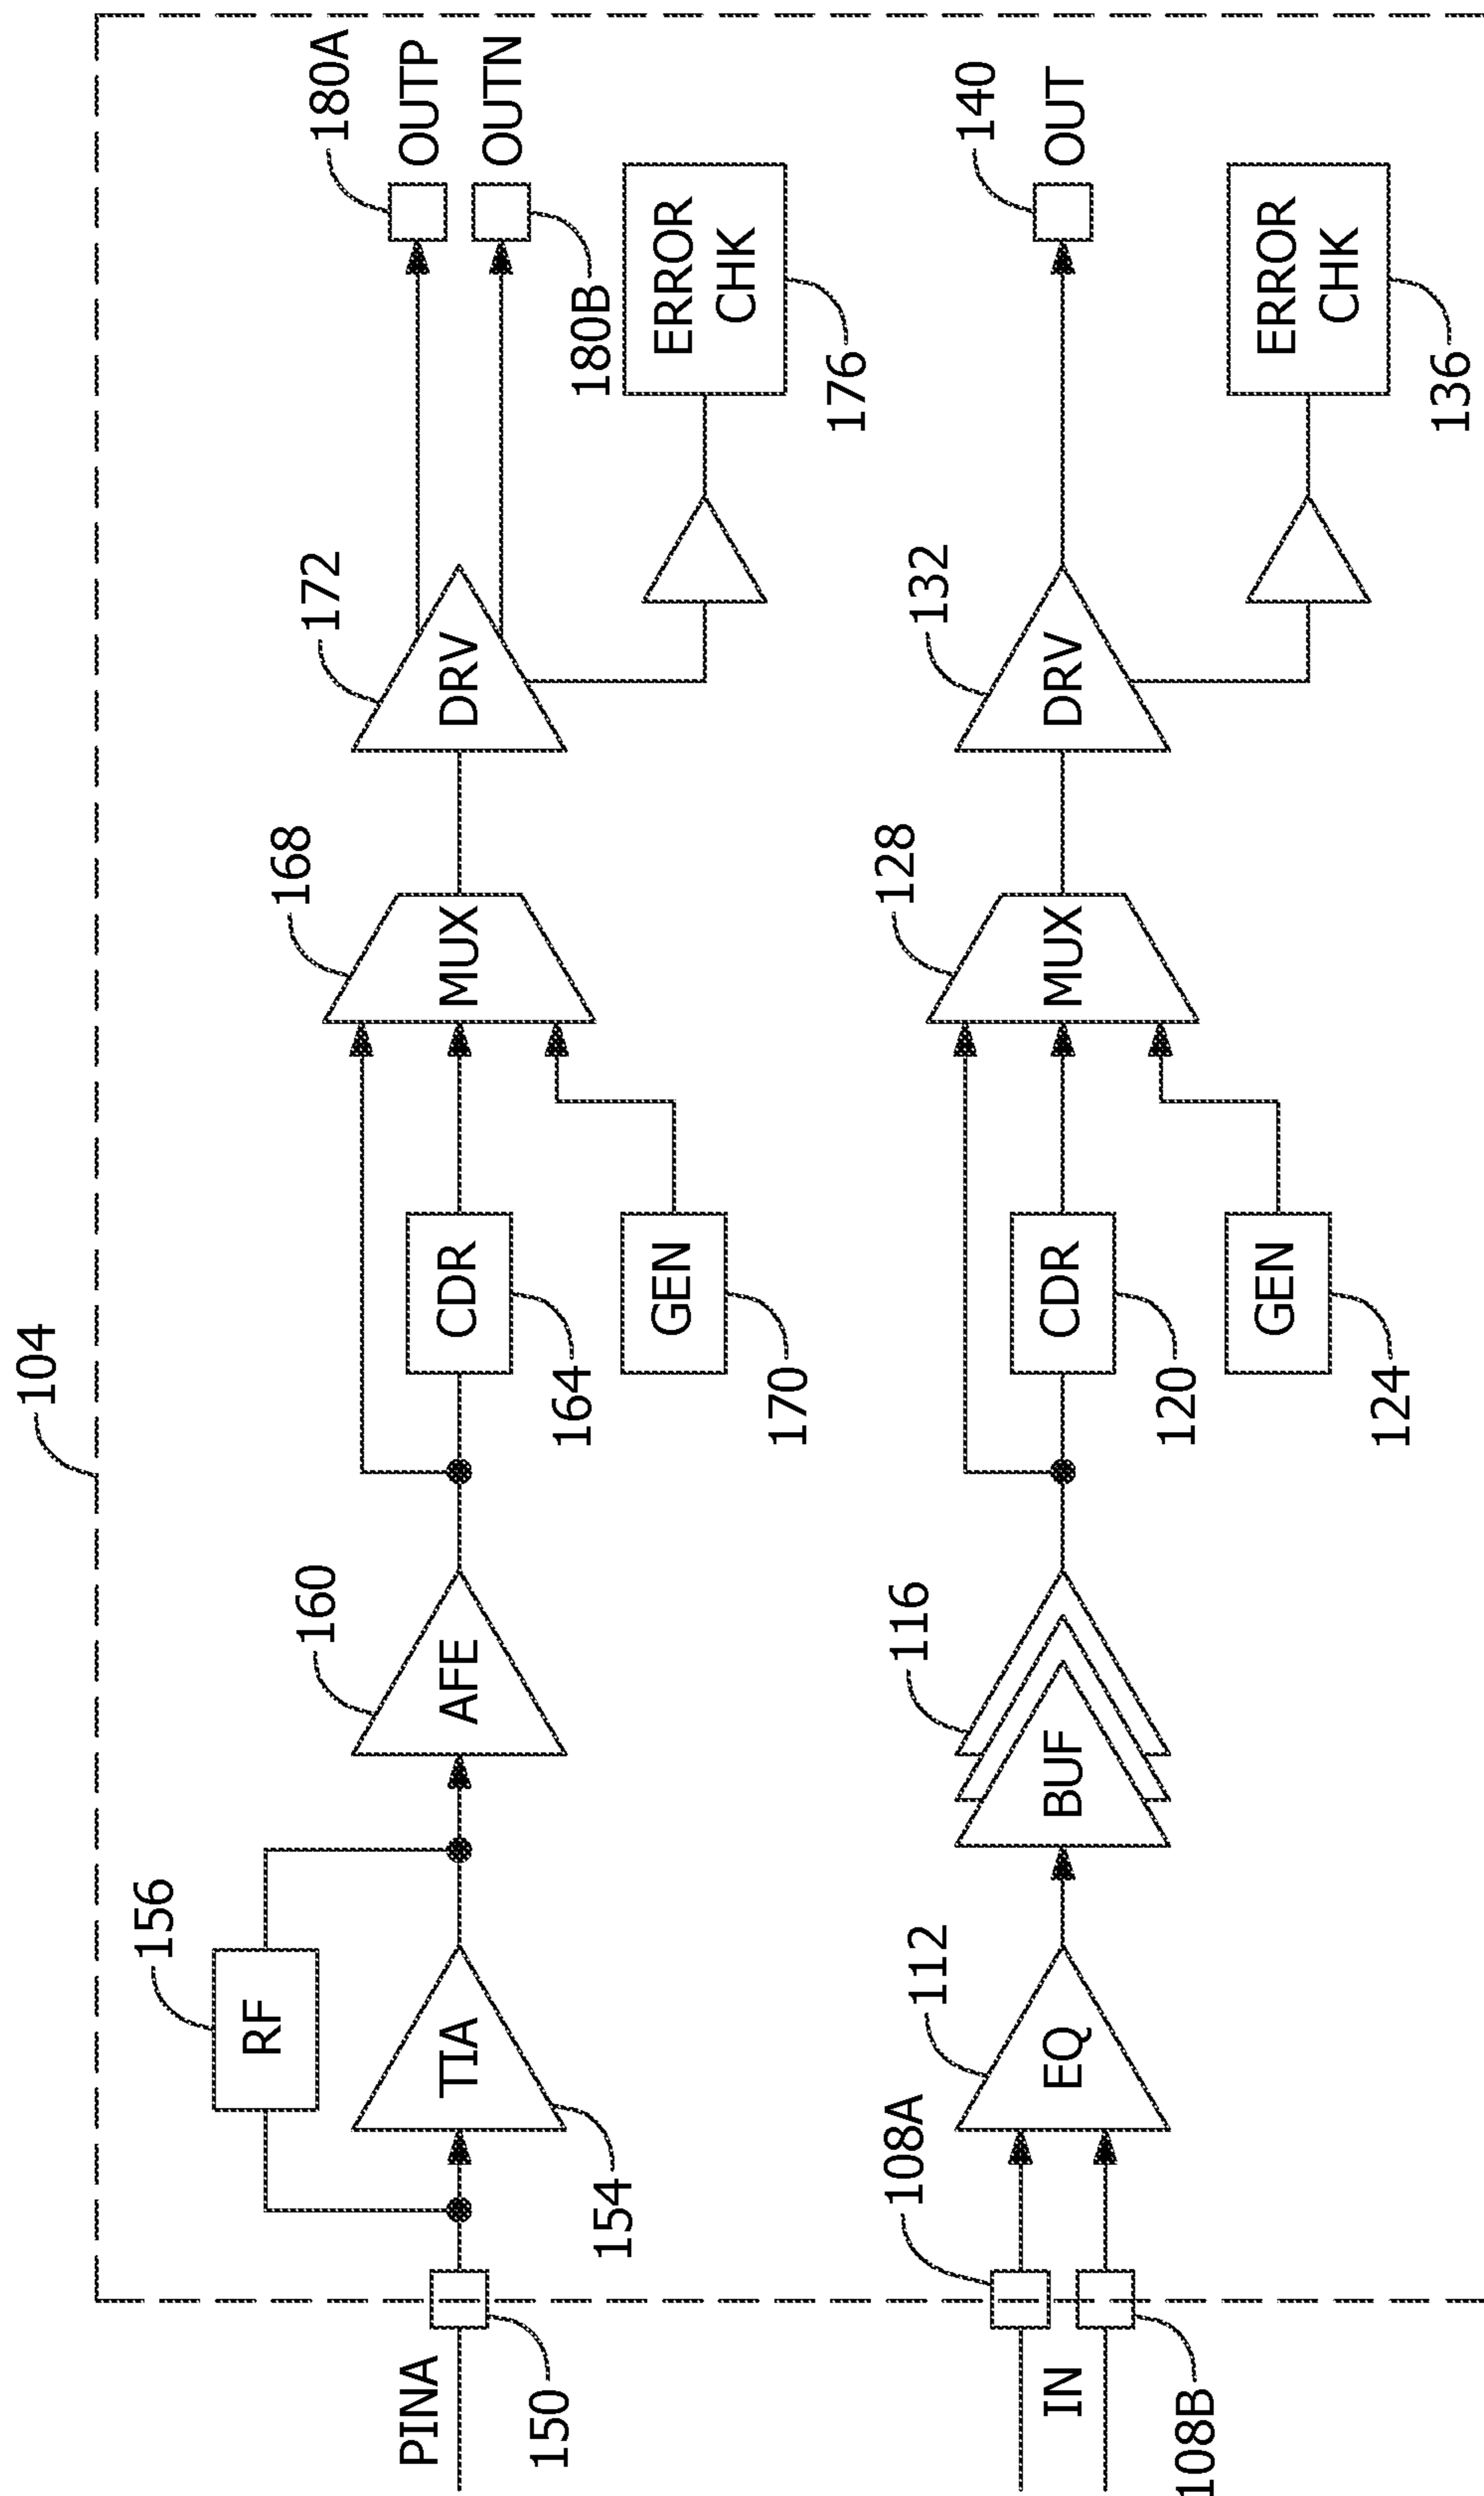 104
156
RF
160
168
172
180A
PINA
TIA
AFE
CDR
MUX
DRV
OUTP
OUTN
150
154
164
GEN
170
180B
ERROR
CHK
176
108A
112
116
128
132
140
IN
EQ
BUF
CDR
MUX
DRV
OUT
108B
120
GEN
124
ERROR
CHK
136